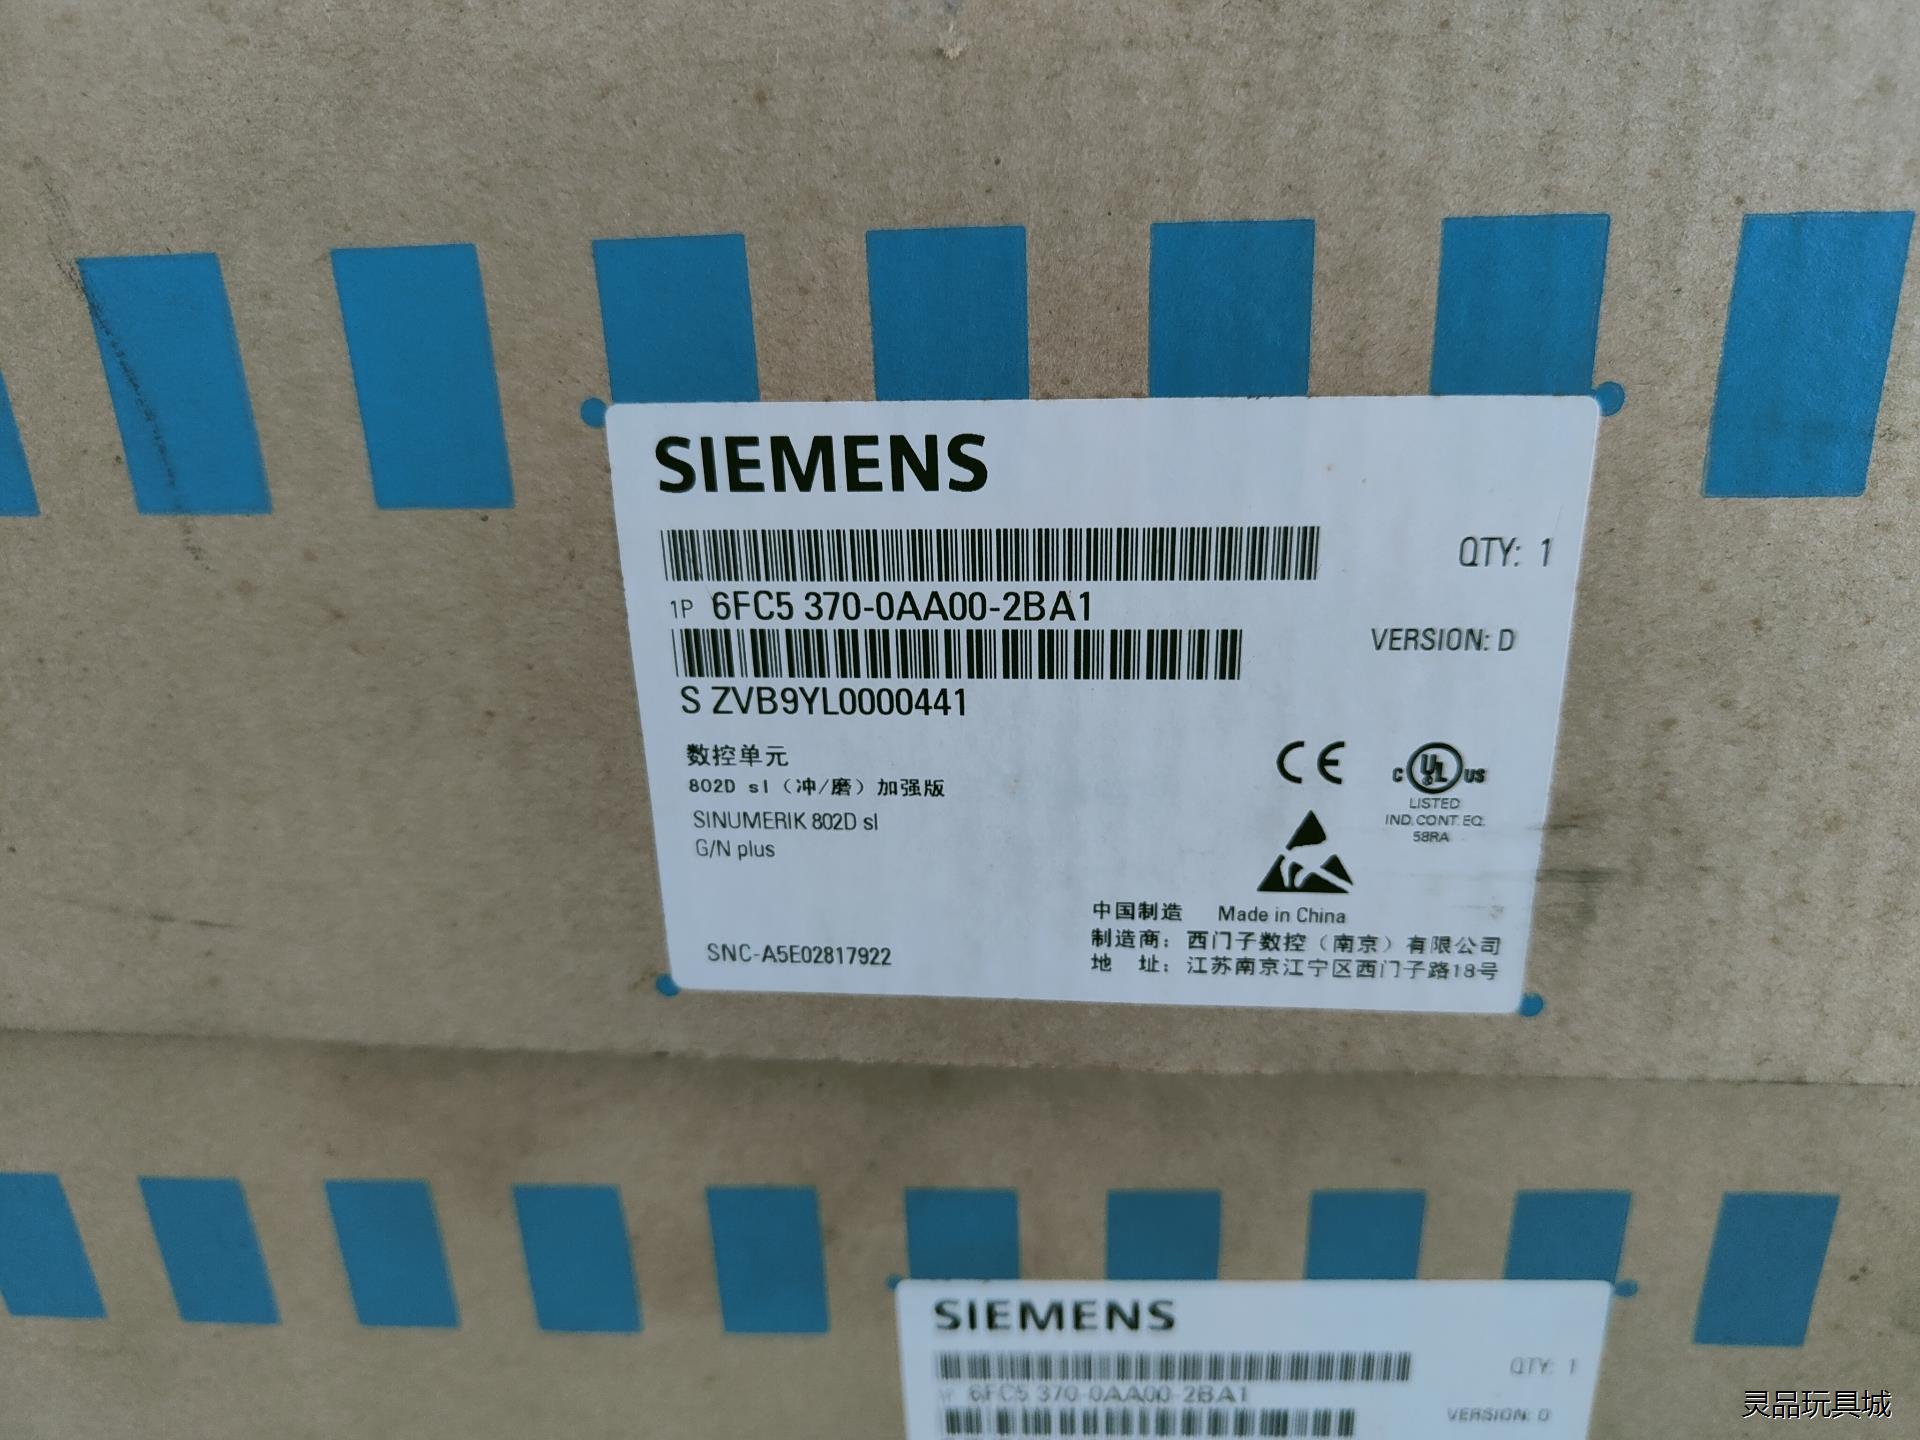 SIEMENS
QTY: 1
1P 6FC5 370-0AA00-2BA1
VERSION: D
S ZVB9YL0000441
数控单元
802D sl（冲/磨）加强版
SINUMERIK 802D sl
G/N plus
CE
C UL US
LISTED
IND. CONT. EQ.
58RA
中国制造 Made in China
制造商：西门子数控（南京）有限公司
地 址：江苏南京江宁区西门子路18号
SNC-A5E02817922
SIEMENS
QTY: 1
1P 6FC5 370-0AA00-2BA1
VERSION: D
灵品玩具城